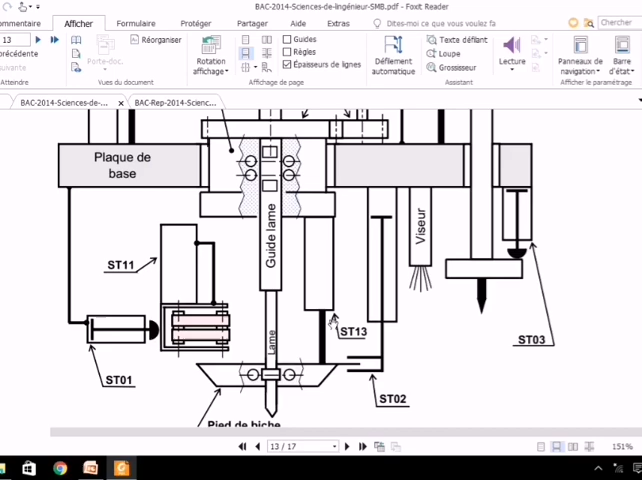 BAC-2014-Sciences-de-lingénieur-SMB.pdf - Foxit Reader
ommentaire Afficher Formulaire Protéger Partager Aide Extras Dites-moi ce que vous voulez fa Chercher
13
précédente
suivante
Atteindre
Porte-doc...
Réorganiser
Vues du document
Rotation
affichage
Guides
Règles
Épaisseurs de lignes
Affichage de page
Défilement
automatique
Texte défilant
Loupe
Grossisseur
Assistant
Lecture
Panneaux de
navigation
Barre
d'état
Afficher le paramétrage
BAC-2014-Sciences-de-... BAC-Rep-2014-Scienc...
Plaque de
base
Guide lame
Viseur
ST11
Lame
ST13
ST03
ST01
ST02
Pied de biche
13 / 17
151%